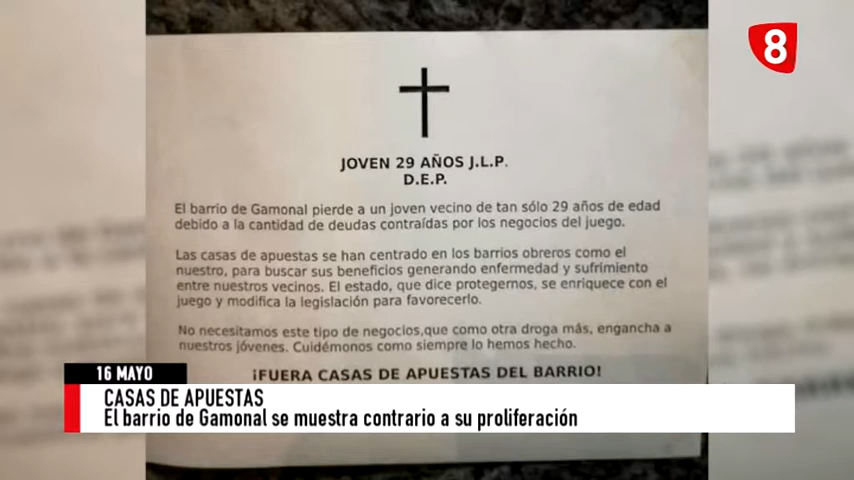 8
JOVEN 29 AÑOS J.L.P.
D.E.P.
El barrio de Gamonal pierde a un joven vecino de tan sólo 29 años de edad
debido a la cantidad de deudas contraídas por los negocios del juego.
Las casas de apuestas se han centrado en los barrios obreros como el
nuestro, para buscar sus beneficios generando enfermedad y sufrimiento
entre nuestros vecinos. El estado, que dice protegernos, se enriquece con el
juego y modifica la legislación para favorecerlo.
No necesitamos este tipo de negocios,que como otra droga más, engancha a
nuestros jóvenes. Cuidémonos como siempre lo hemos hecho.
¡FUERA CASAS DE APUESTAS DEL BARRIO!
16 MAYO
CASAS DE APUESTAS
El barrio de Gamonal se muestra contrario a su proliferación